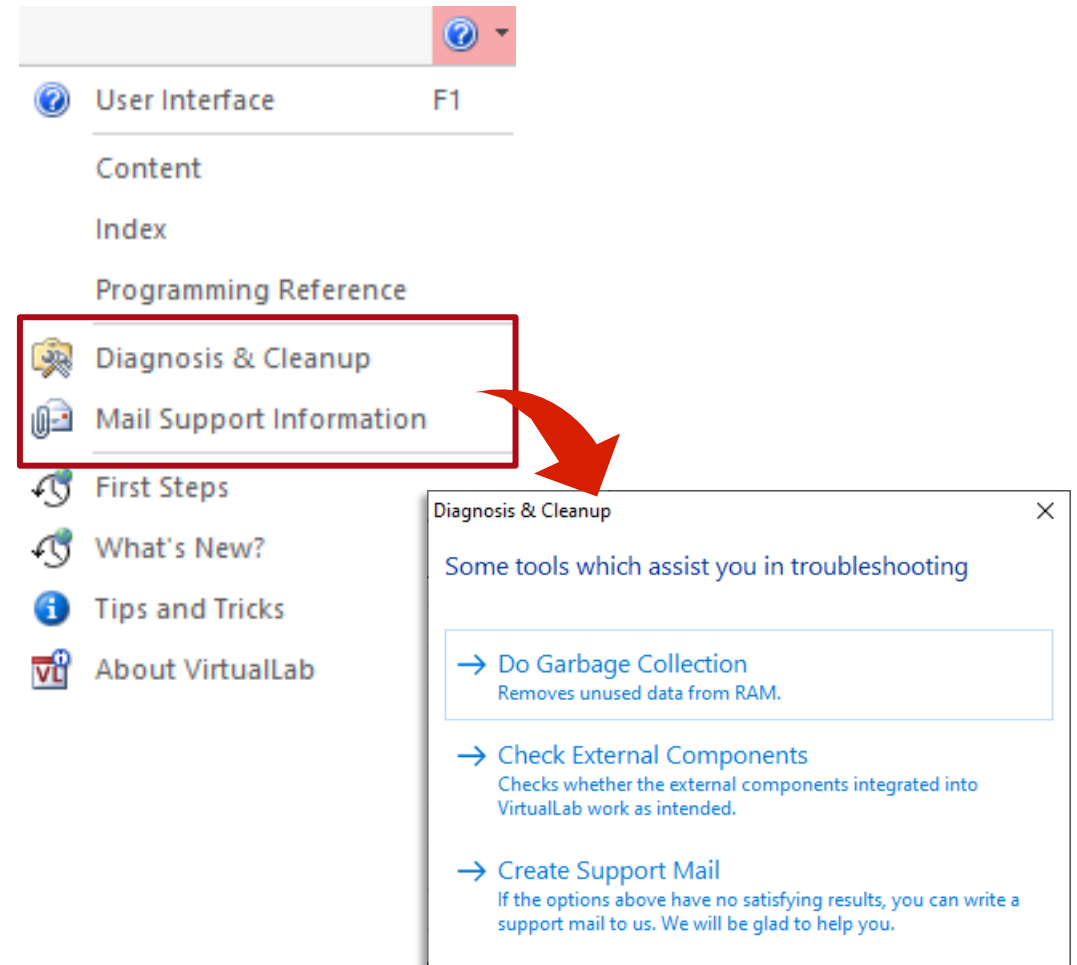 User Interface F1
Content
Index
Programming Reference
Diagnosis & Cleanup
Mail Support Information
First Steps
What's New?
Tips and Tricks
About VirtualLab
Diagnosis & Cleanup
Some tools which assist you in troubleshooting
Do Garbage Collection
Removes unused data from RAM.
Check External Components
Checks whether the external components integrated into
VirtualLab work as intended.
Create Support Mail
If the options above have no satisfying results, you can write a
support mail to us. We will be glad to help you.